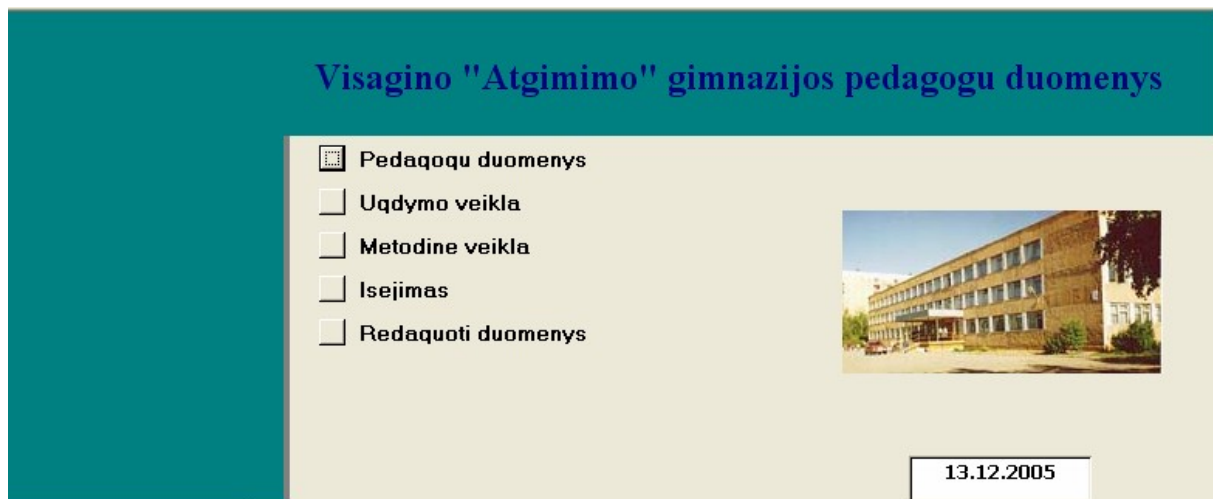 Visagino "Atgimimo" gimnazijos pedagogu duomenys
Pedagogu duomenys
Ugdymo veikla
Metodine veikla
Isejimas
Redaguoti duomenys
13.12.2005